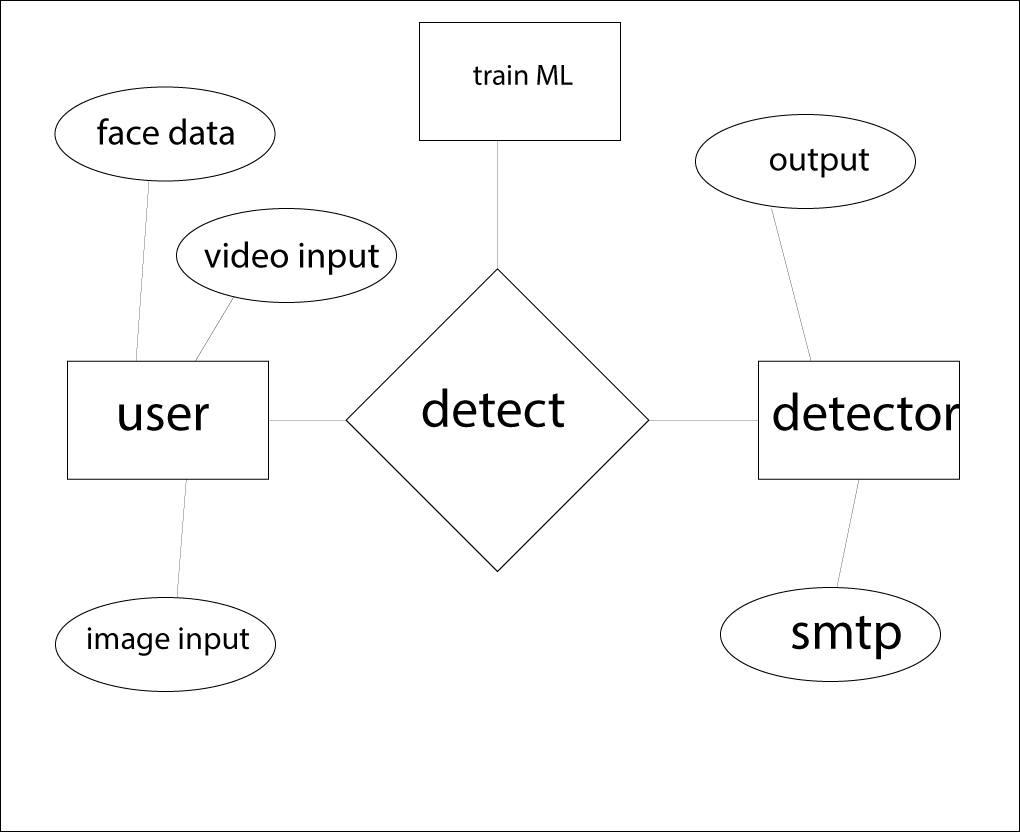 train ML
face data
output
video input
user
detect
detector
image input
smtp